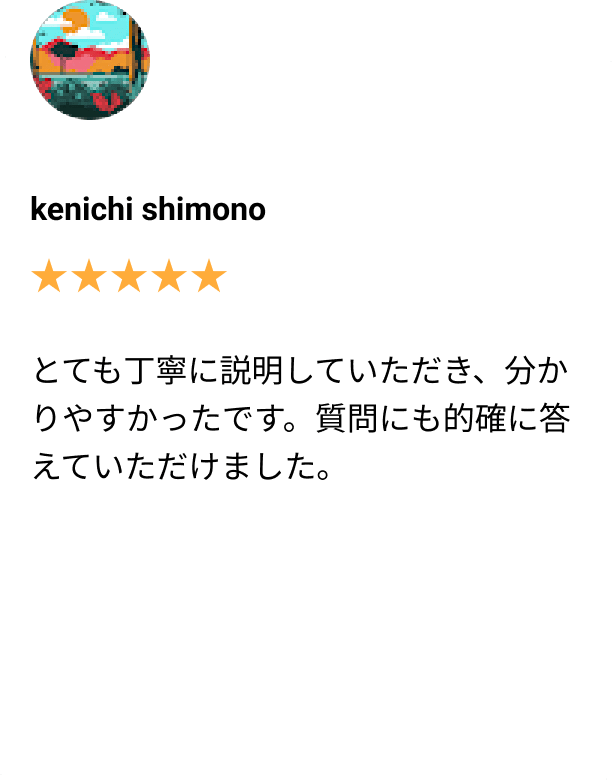 kenichi shimono
★★★★★
とても丁寧に説明していただき、分か
りやすかったです。質問にも的確に答
えていただけました。